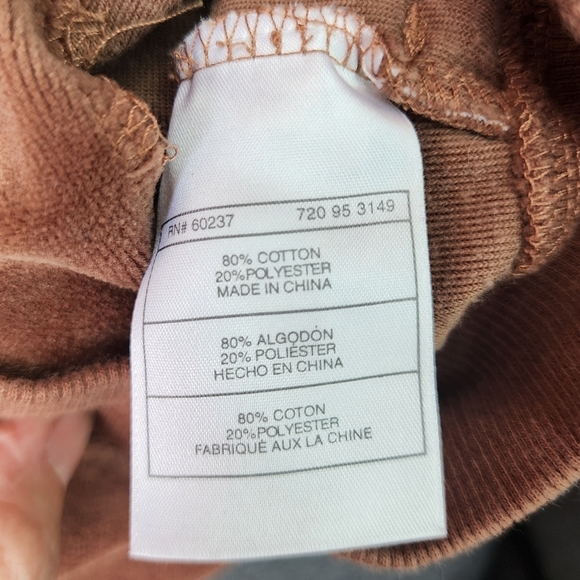 RN# 60237 720 95 3149
80% COTTON
20%POLYESTER
MADE IN CHINA
80% ALGODÓN
20% POLIÉSTER
HECHO EN CHINA
80% COTON
20%POLYESTER
FABRIQUÉ AUX LA CHINE